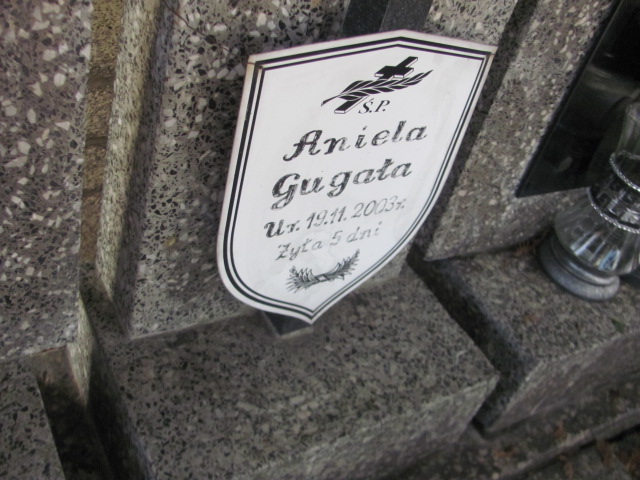 Ś.P.
Aniela
Gugała
Ur. 19.11.2003r.
Żyła 5 dni